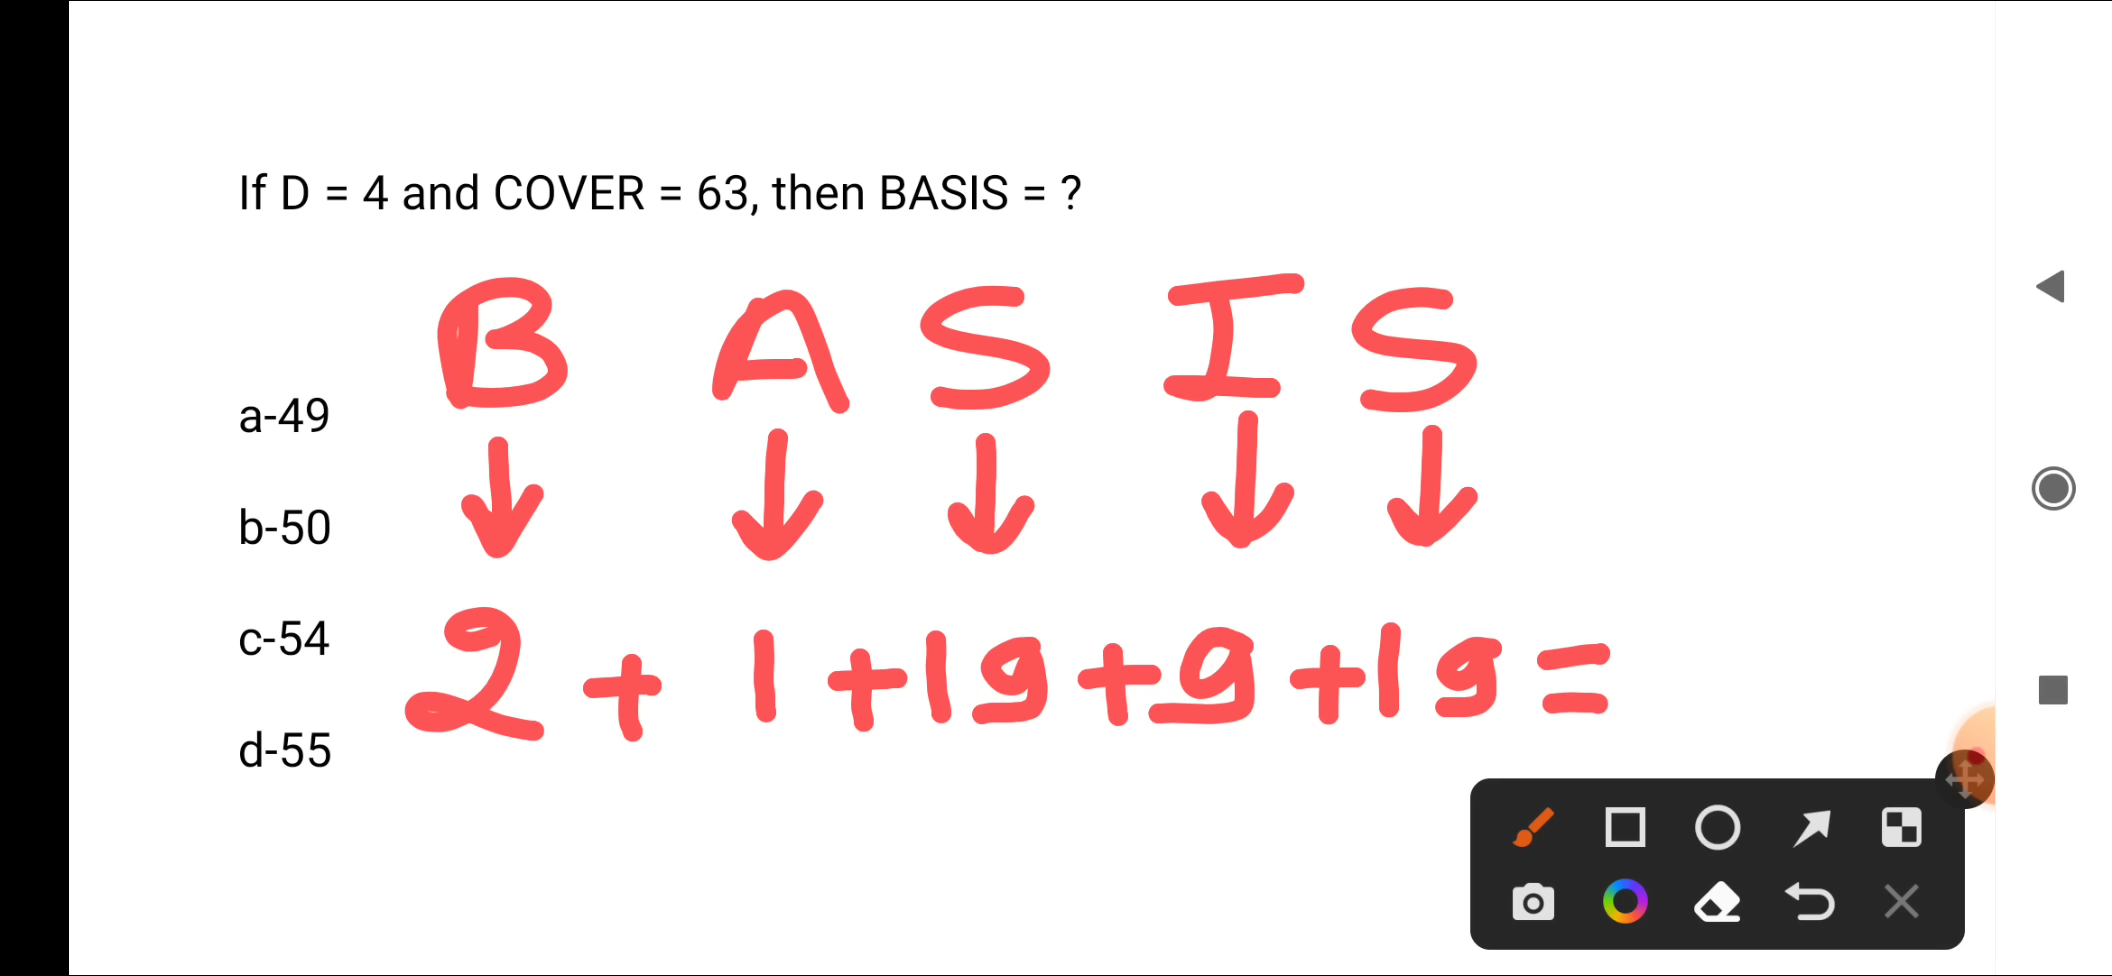 If D = 4 and COVER = 63, then BASIS = ?
B A S I S
a-49
b-50
c-54
2 + 1 + 19 + 9 + 19 =
d-55